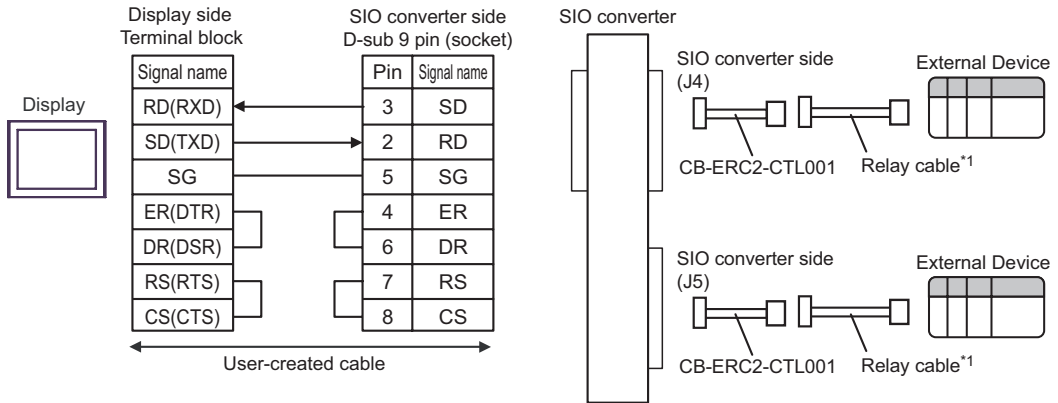 Display side
Terminal block
SIO converter side
D-sub 9 pin (socket)
SIO converter
Display
Signal name
Pin Signal name
RD(RXD) 3 SD
SD(TXD) 2 RD
SG 5 SG
ER(DTR) 4 ER
DR(DSR) 6 DR
RS(RTS) 7 RS
CS(CTS) 8 CS
User-created cable
SIO converter side
(J4)
External Device
CB-ERC2-CTL001
Relay cable*1
SIO converter side
(J5)
External Device
CB-ERC2-CTL001
Relay cable*1